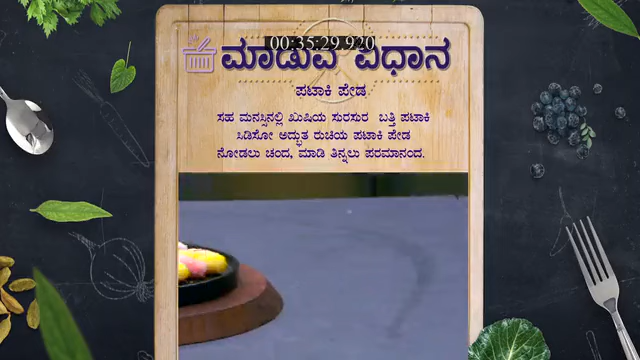 00:35:29.920
ಮಾಡುವ ವಿಧಾನ
ಪಟಾಕಿ ಪೇಡ
ಸಹ ಮನಸ್ಸಿನಲ್ಲಿ ಖುಷಿಯ ಸುರಸುರ ಬತ್ತಿ ಪಟಾಕಿ
ಸಿಡಿಸೋ ಅದ್ಭುತ ರುಚಿಯ ಪಟಾಕಿ ಪೇಡ
ನೋಡಲು ಚಂದ, ಮಾಡಿ ತಿನ್ನಲು ಪರಮಾನಂದ.